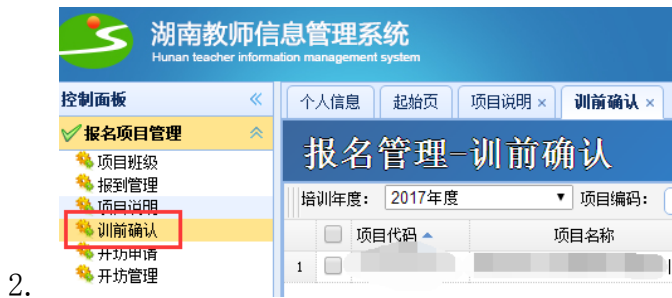 湖南教师信息管理系统
Hunan teacher information management system
控制面板
个人信息 起始页 项目说明 × 训前确认 ×
报名项目管理
报名管理-训前确认
项目班级
报到管理
项目说明
训前确认
开坊申请
开坊管理
培训年度: 2017年度 项目编码:
项目代码 项目名称
1
2.